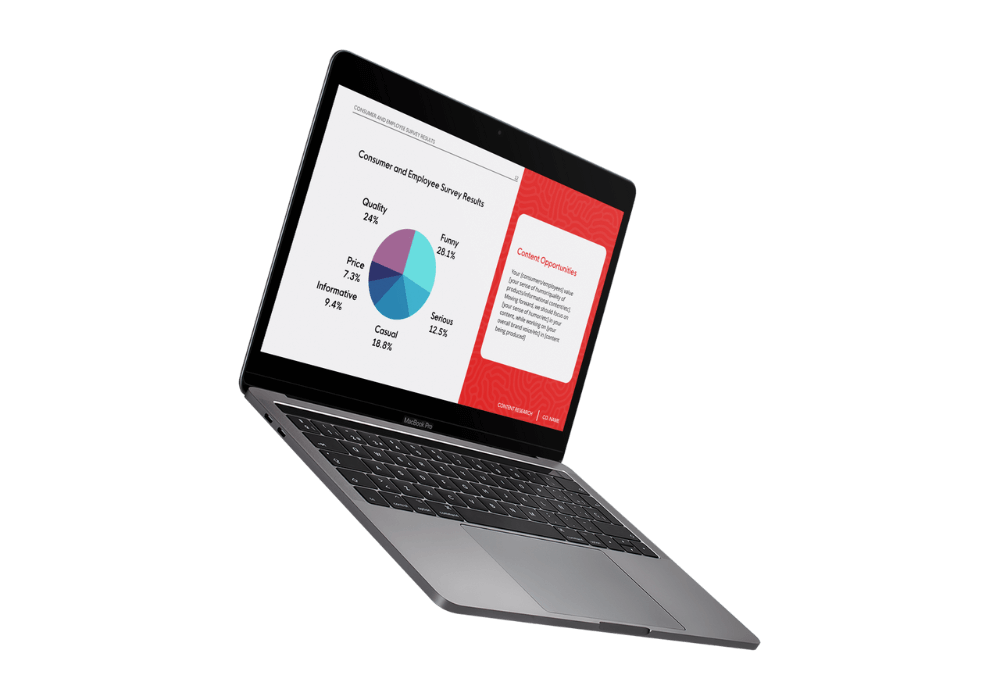 CONSUMER AND EMPLOYEE SURVEY RESULTS
Consumer and Employee Survey Results
Quality
24%
Funny
28.1%
Price
7.3%
Informative
9.4%
Serious
12.5%
Casual
18.8%
Content Opportunities
Your [consumers/employees] value
[your sense of humor/quality of
products/informational content/etc].
Moving forward, we should focus on
[your sense of humor/etc] in your
content, while working on [your
overall brand voice/etc] in [content
being produced]
CONTENT RESEARCH | CO. NAME
MacBook Pro